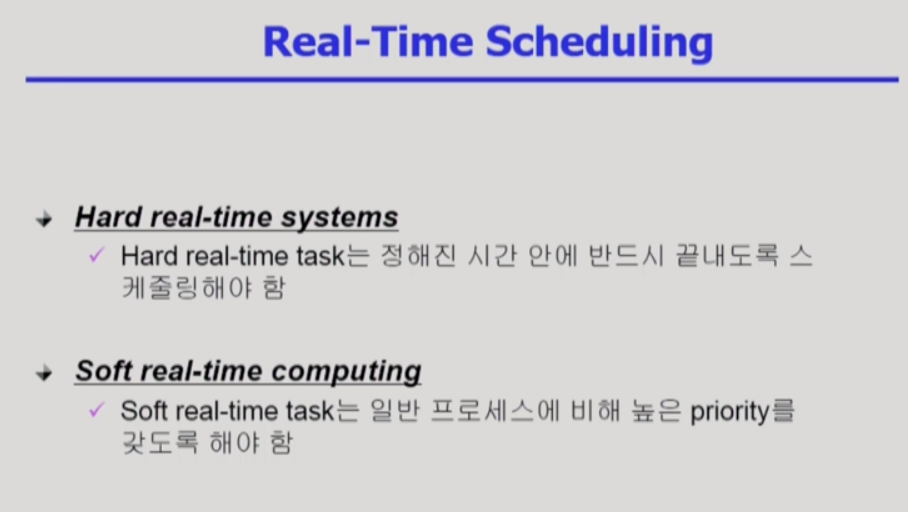 Real-Time Scheduling
Hard real-time systems
Hard real-time task는 정해진 시간 안에 반드시 끝내도록 스
케줄링해야 함
Soft real-time computing
Soft real-time task는 일반 프로세스에 비해 높은 priority를
갖도록 해야 함